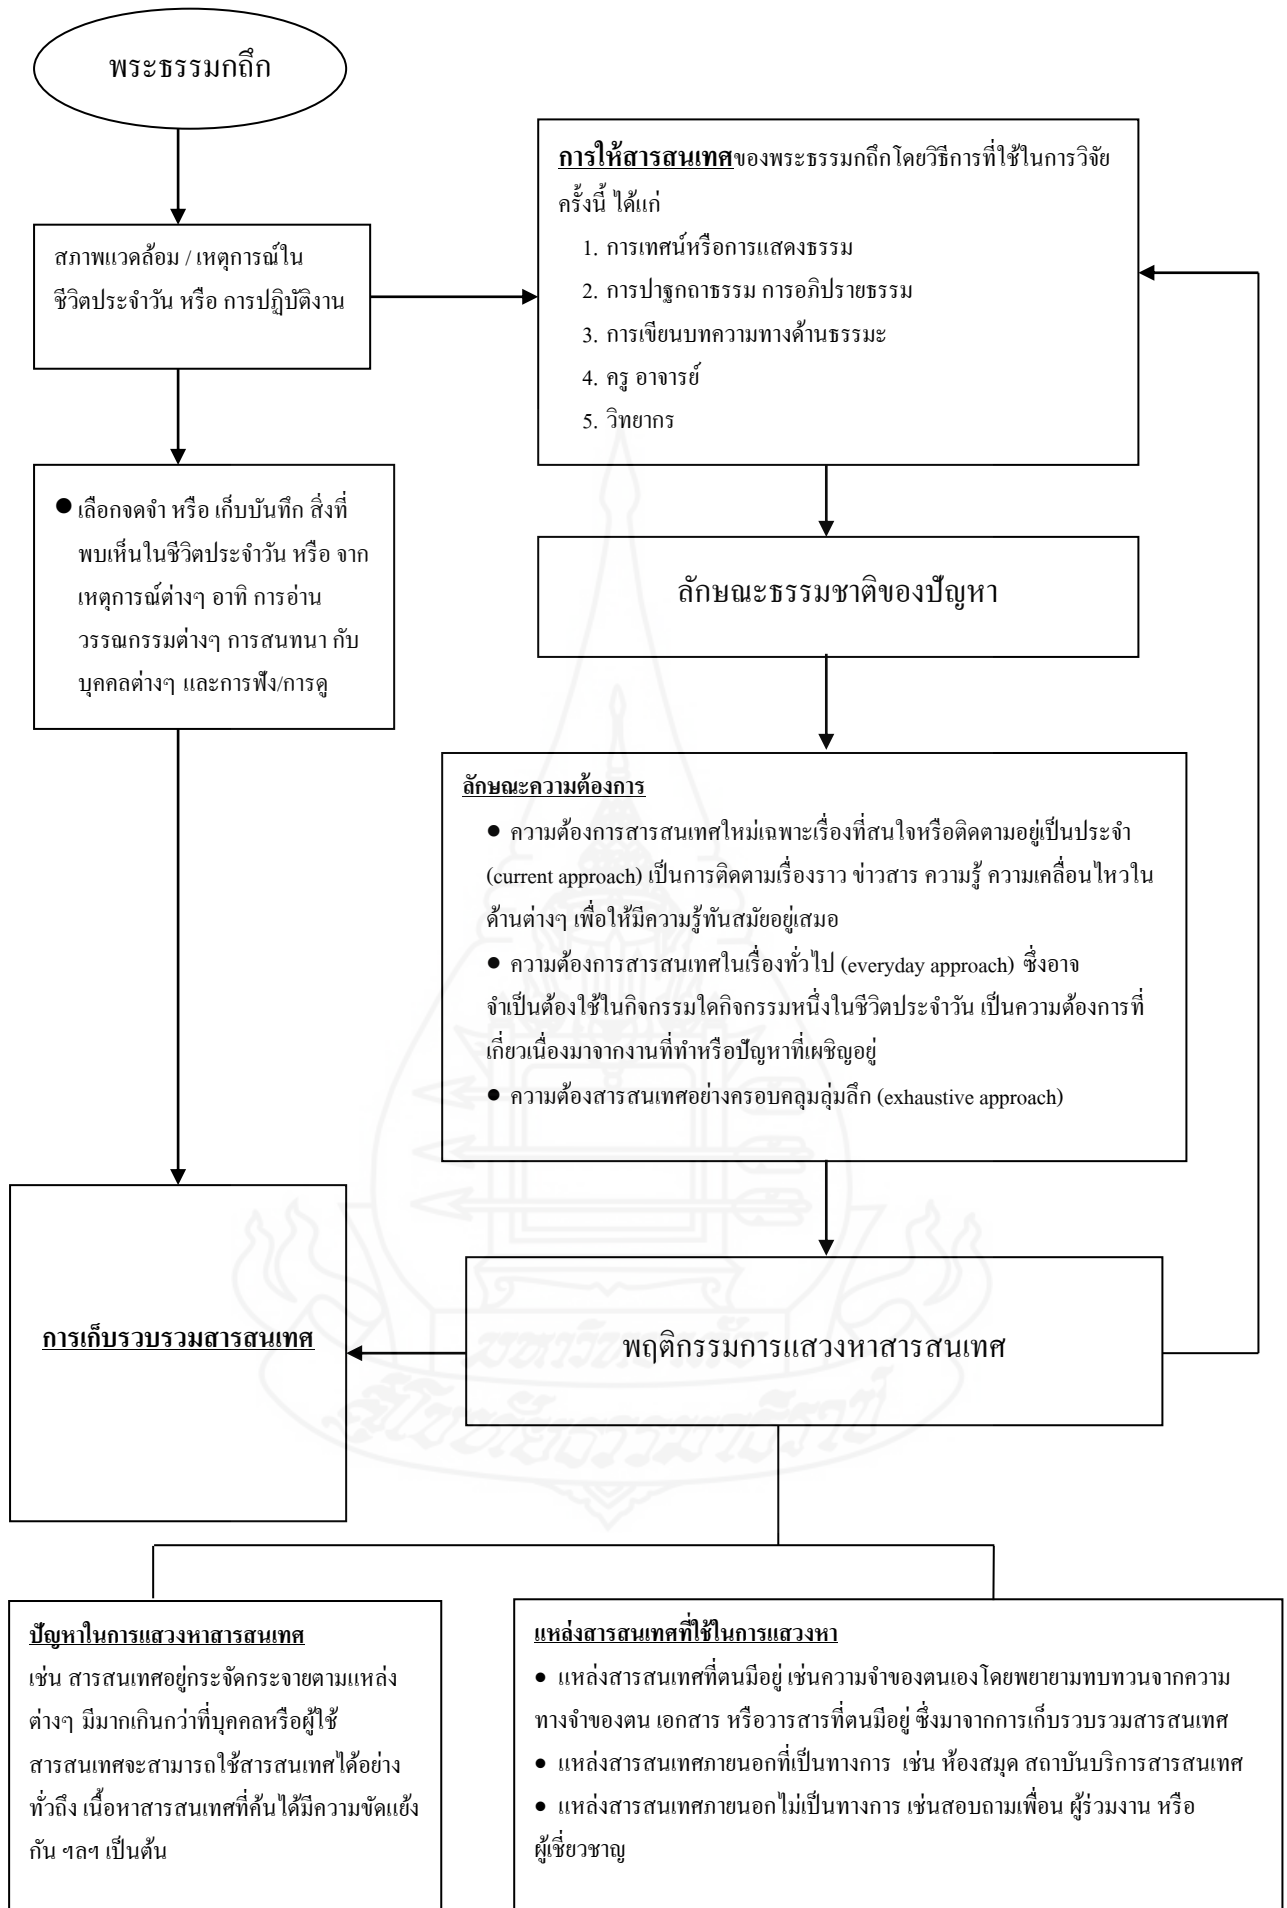 พระธรรมกถึก
สภาพแวดล้อม / เหตุการณ์ใน
ชีวิตประจำวัน หรือ การปฏิบัติงาน
การให้สารสนเทศของพระธรรมกถึกโดยวิธีการที่ใช้ในการวิจัย
ครั้งนี้ ได้แก่
1. การเทศน์หรือการแสดงธรรม
2. การปาฐกถาธรรม การอภิปรายธรรม
3. การเขียนบทความทางด้านธรรมะ
4. ครู อาจารย์
5. วิทยากร
● เลือกจดจำ หรือ เก็บบันทึก สิ่งที่
พบเห็นในชีวิตประจำวัน หรือ จาก
เหตุการณ์ต่างๆ อาทิ การอ่าน
วรรณกรรมต่างๆ การสนทนา กับ
บุคคลต่างๆ และการฟัง/การดู
ลักษณะธรรมชาติของปัญหา
ลักษณะความต้องการ
● ความต้องการสารสนเทศใหม่เฉพาะเรื่องที่สนใจหรือติดตามอยู่เป็นประจำ
(current approach) เป็นการติดตามเรื่องราว ข่าวสาร ความรู้ ความเคลื่อนไหวใน
ด้านต่างๆ เพื่อให้มีความรู้ทันสมัยอยู่เสมอ
● ความต้องการสารสนเทศในเรื่องทั่วไป (everyday approach) ซึ่งอาจ
จำเป็นต้องใช้ในกิจกรรมใดกิจกรรมหนึ่งในชีวิตประจำวัน เป็นความต้องการที่
เกี่ยวเนื่องมาจากงานที่ทำหรือปัญหาที่เผชิญอยู่
● ความต้องสารสนเทศอย่างครอบคลุมลุ่มลึก (exhaustive approach)
การเก็บรวบรวมสารสนเทศ
พฤติกรรมการแสวงหาสารสนเทศ
มหาวิทยาลัย
สุโขทัยธรรมาธิราช
ปัญหาในการแสวงหาสารสนเทศ
เช่น สารสนเทศอยู่กระจัดกระจายตามแหล่ง
ต่างๆ มีมากเกินกว่าที่บุคคลหรือผู้ใช้
สารสนเทศจะสามารถใช้สารสนเทศได้อย่าง
ทั่วถึง เนื้อหาสารสนเทศที่ค้นได้มีความขัดแย้ง
กัน ฯลฯ เป็นต้น
แหล่งสารสนเทศที่ใช้ในการแสวงหา
● แหล่งสารสนเทศที่ตนมีอยู่ เช่นความจำของตนเองโดยพยายามทบทวนจากความ
ทางจำของตน เอกสาร หรือวารสารที่ตนมีอยู่ ซึ่งมาจากการเก็บรวบรวมสารสนเทศ
● แหล่งสารสนเทศภายนอกที่เป็นทางการ เช่น ห้องสมุด สถาบันบริการสารสนเทศ
● แหล่งสารสนเทศภายนอกไม่เป็นทางการ เช่นสอบถามเพื่อน ผู้ร่วมงาน หรือ
ผู้เชี่ยวชาญ